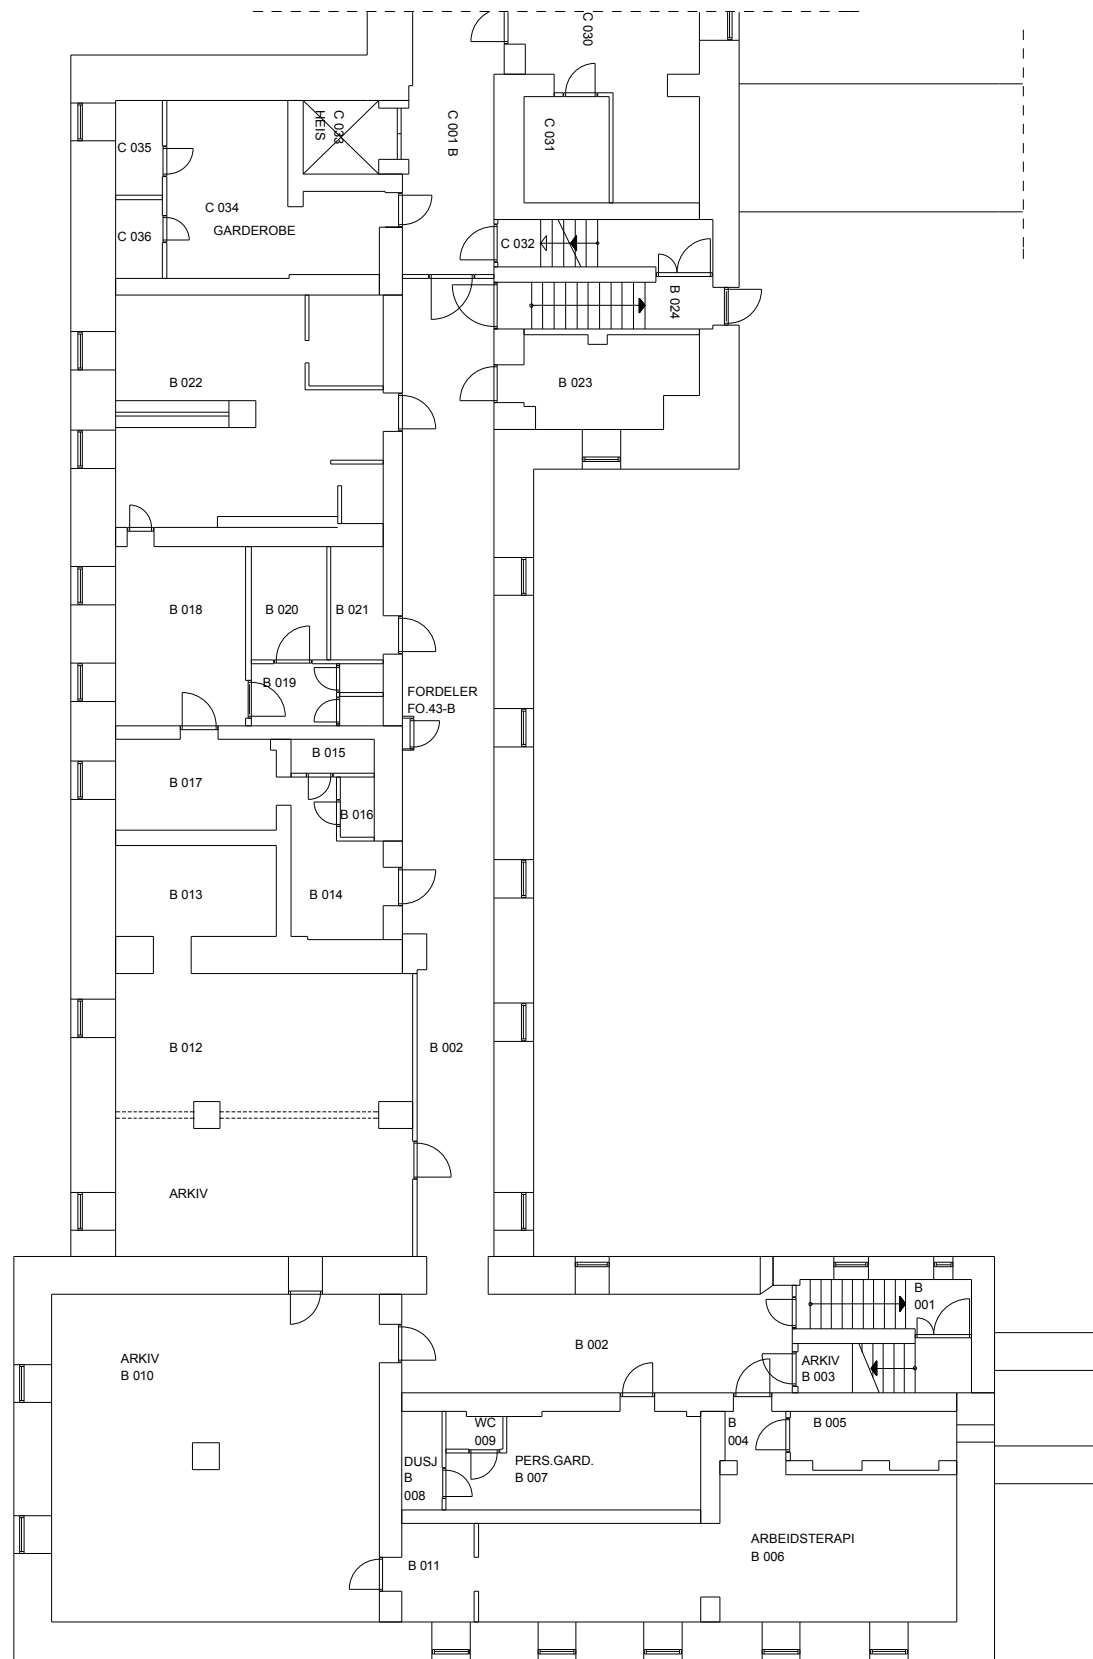 C 030
C 031
C 001 B
C 033
HEIS
C 035
C 034
GARDEROBE
C 036
C 032
B 024
B 022
B 023
B 018
B 020
B 021
B 019
FORDELER
FO.43-B
B 015
B 017
B 016
B 013
B 014
B 012
B 002
ARKIV
B
001
B 002
ARKIV
B 010
ARKIV
B 003
WC
009
B
004
B 005
DUSJ
B
008
PERS.GARD.
B 007
ARBEIDSTERAPI
B 006
B 011